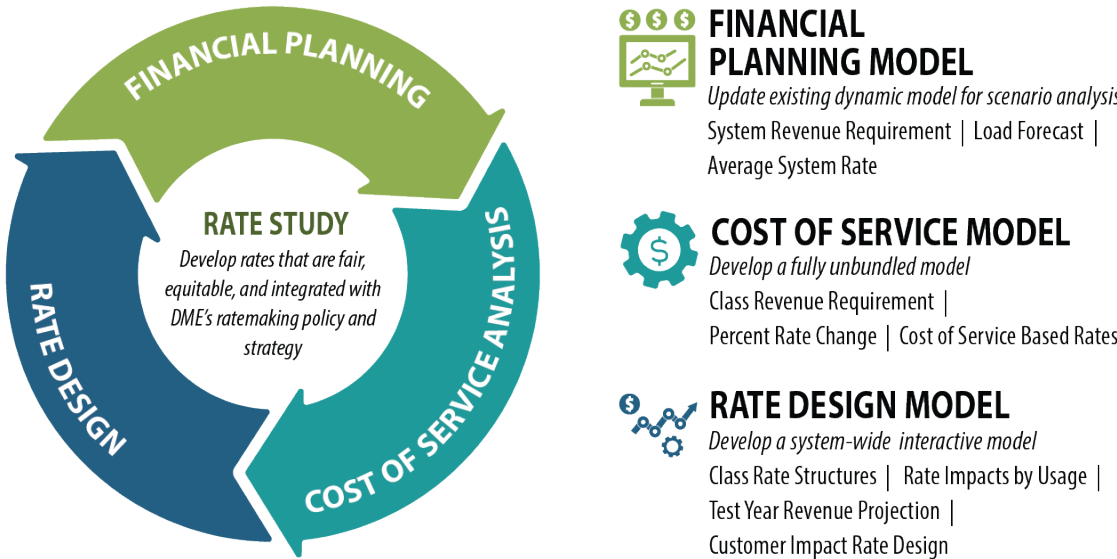 FINANCIAL PLANNING
COST OF SERVICE ANALYSIS
RATE DESIGN
RATE STUDY
Develop rates that are fair,
equitable, and integrated with
DME's ratemaking policy and
strategy
$ $ $
FINANCIAL
PLANNING MODEL
Update existing dynamic model for scenario analysis
System Revenue Requirement | Load Forecast |
Average System Rate
$
COST OF SERVICE MODEL
Develop a fully unbundled model
Class Revenue Requirement |
Percent Rate Change | Cost of Service Based Rates
$
RATE DESIGN MODEL
Develop a system-wide interactive model
Class Rate Structures | Rate Impacts by Usage |
Test Year Revenue Projection |
Customer Impact Rate Design